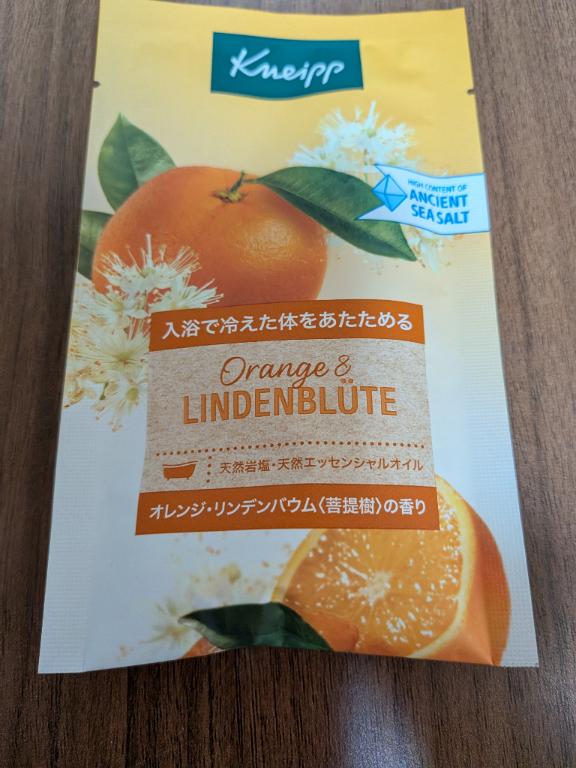 Kneipp
HIGH CONTENT OF
ANCIENT
SEA SALT
入浴で冷えた体をあたためる
Orange &
LINDENBLÜTE
天然岩塩・天然エッセンシャルオイル
オレンジ・リンデンバウム〈菩提樹〉の香り